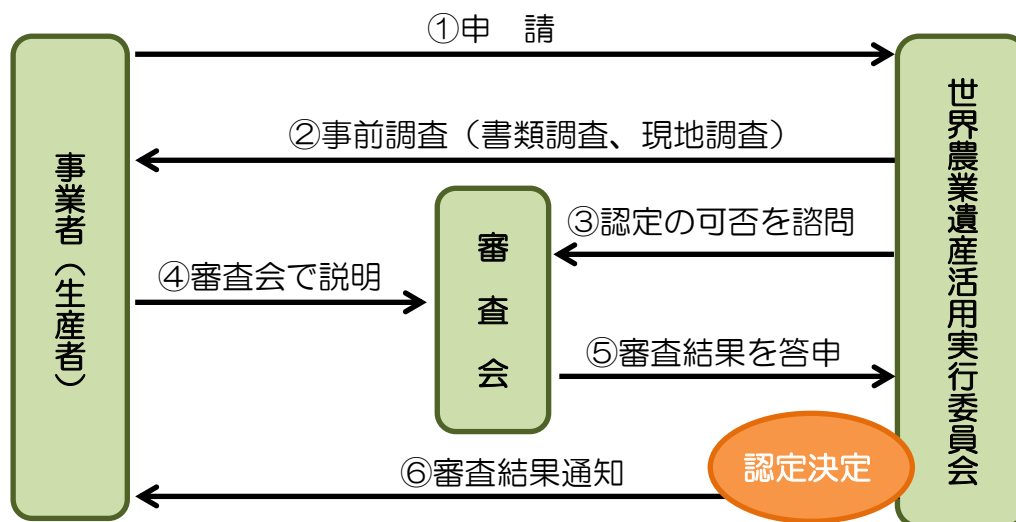 ①申　請
②事前調査（書類調査、現地調査）
事業者（生産者）
世界農業遺産活用実行委員会
審査会
③認定の可否を諮問
④審査会で説明
⑤審査結果を答申
⑥審査結果通知
認定決定